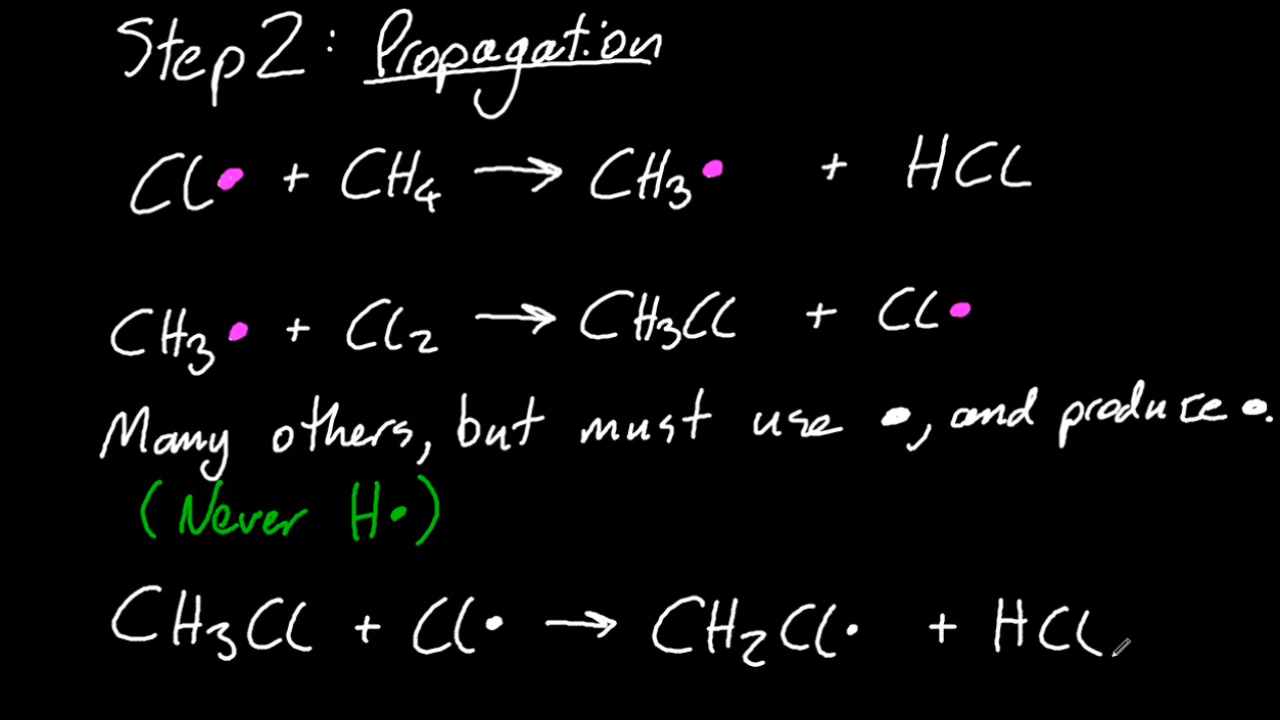 Step 2: Propagation
Cl• + CH4 → CH3• + HCl
CH3• + Cl2 → CH3Cl + Cl•
Many others, but must use •, and produce •.
(Never H•)
CH3Cl + Cl• → CH2Cl• + HCl